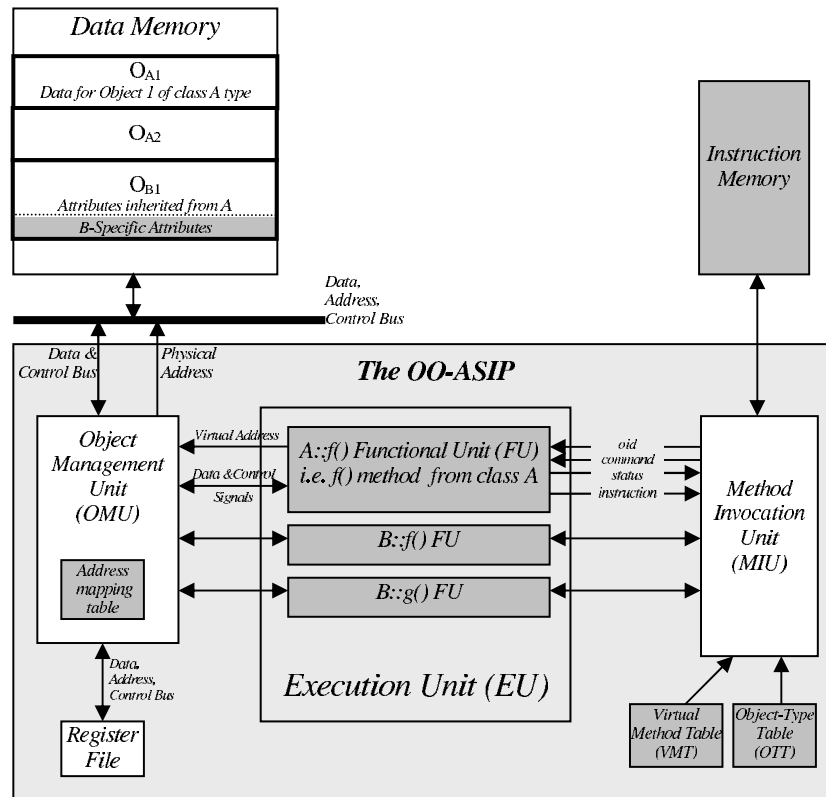 Data Memory
O_A1
Data for Object 1 of class A type
O_A2
O_B1
Attributes inherited from A
B-Specific Attributes
Instruction
Memory
Data,
Address,
Control Bus
Data &
Control Bus
Physical
Address
The OO-ASIP
Object
Management
Unit
(OMU)
Address
mapping
table
Virtual Address
Data &Control
Signals
A::f() Functional Unit (FU)
i.e. f() method from class A
B::f() FU
B::g() FU
Execution Unit (EU)
oid
command
status
instruction
Method
Invocation
Unit
(MIU)
Data,
Address,
Control Bus
Register
File
Virtual
Method Table
(VMT)
Object-Type
Table
(OTT)